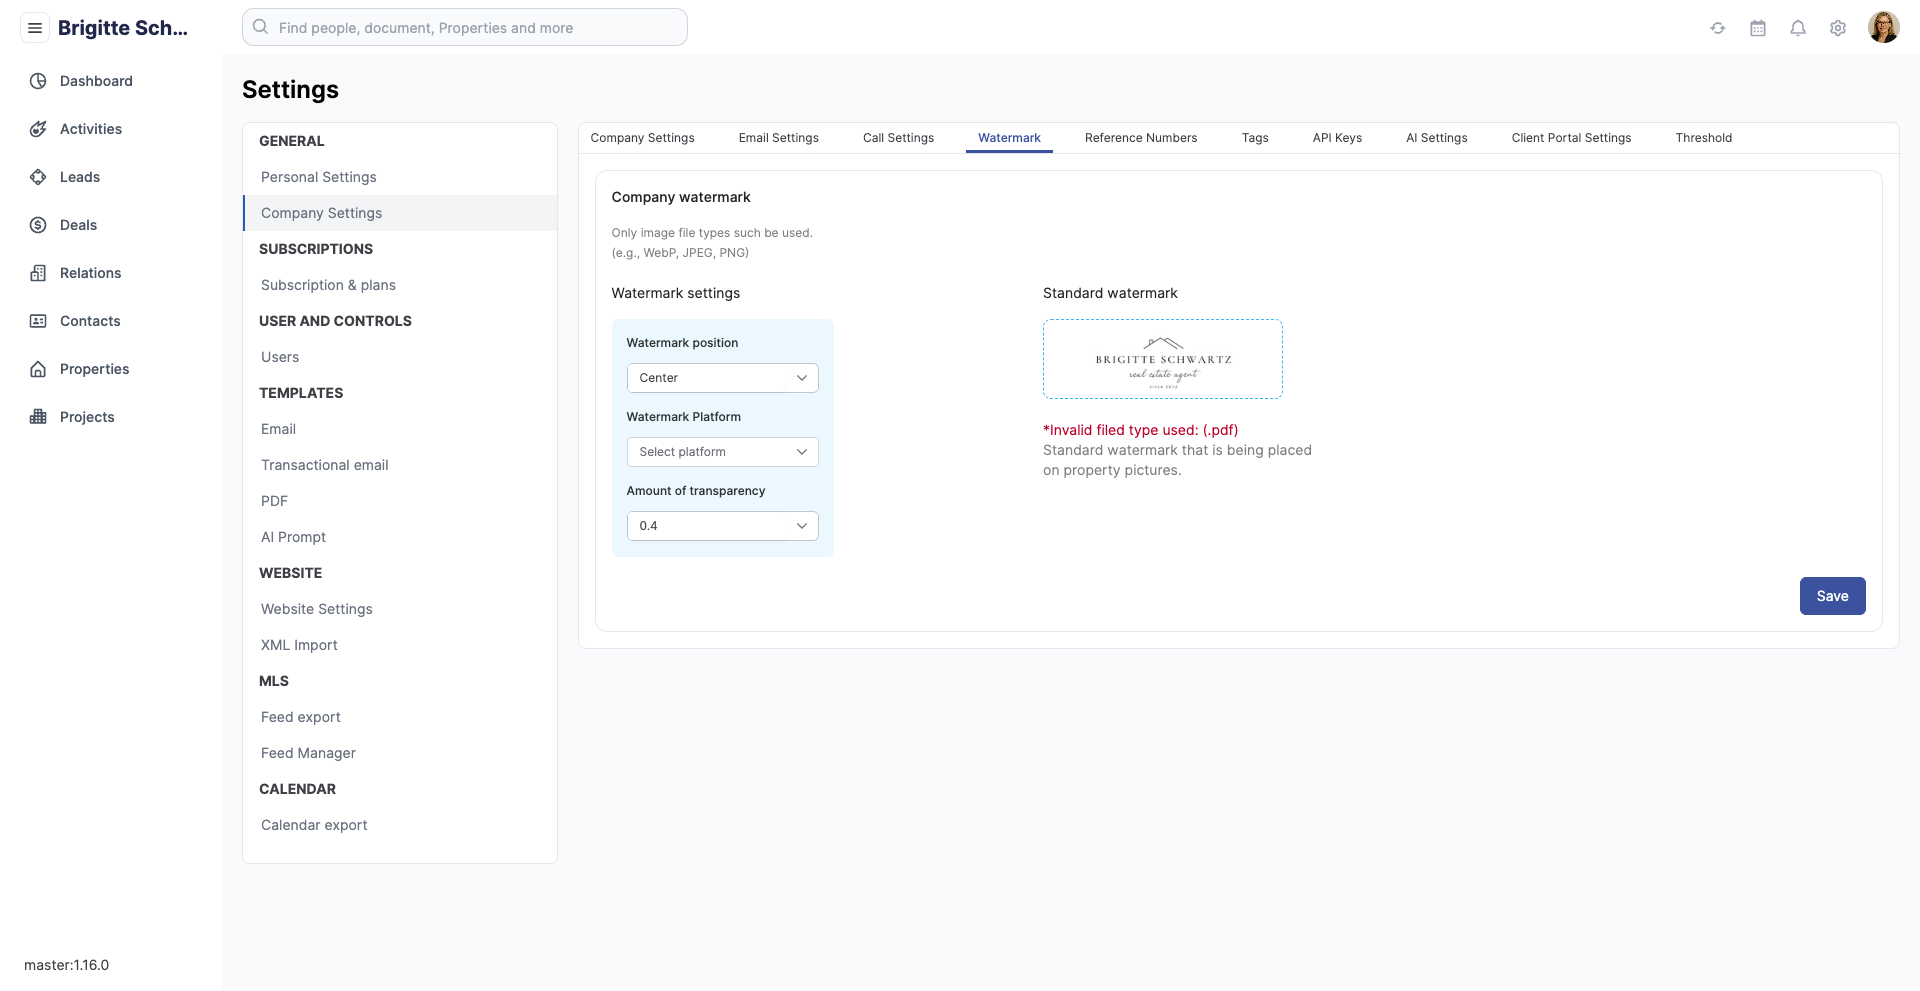 Brigitte Sch...
Find people, document, Properties and more
Dashboard
Activities
Leads
Deals
Relations
Contacts
Properties
Projects
master:1.16.0
Settings
GENERAL
Personal Settings
Company Settings
SUBSCRIPTIONS
Subscription & plans
USER AND CONTROLS
Users
TEMPLATES
Email
Transactional email
PDF
AI Prompt
WEBSITE
Website Settings
XML Import
MLS
Feed export
Feed Manager
CALENDAR
Calendar export
Company Settings Email Settings Call Settings Watermark Reference Numbers Tags API Keys AI Settings Client Portal Settings Threshold
Company watermark
Only image file types such be used.
(e.g., WebP, JPEG, PNG)
Watermark settings
Watermark position
Center
Watermark Platform
Select platform
Amount of transparency
0.4
Standard watermark
BRIGITTE SCHWARTZ
real estate agent
since 2012
*Invalid filed type used: (.pdf)
Standard watermark that is being placed
on property pictures.
Save